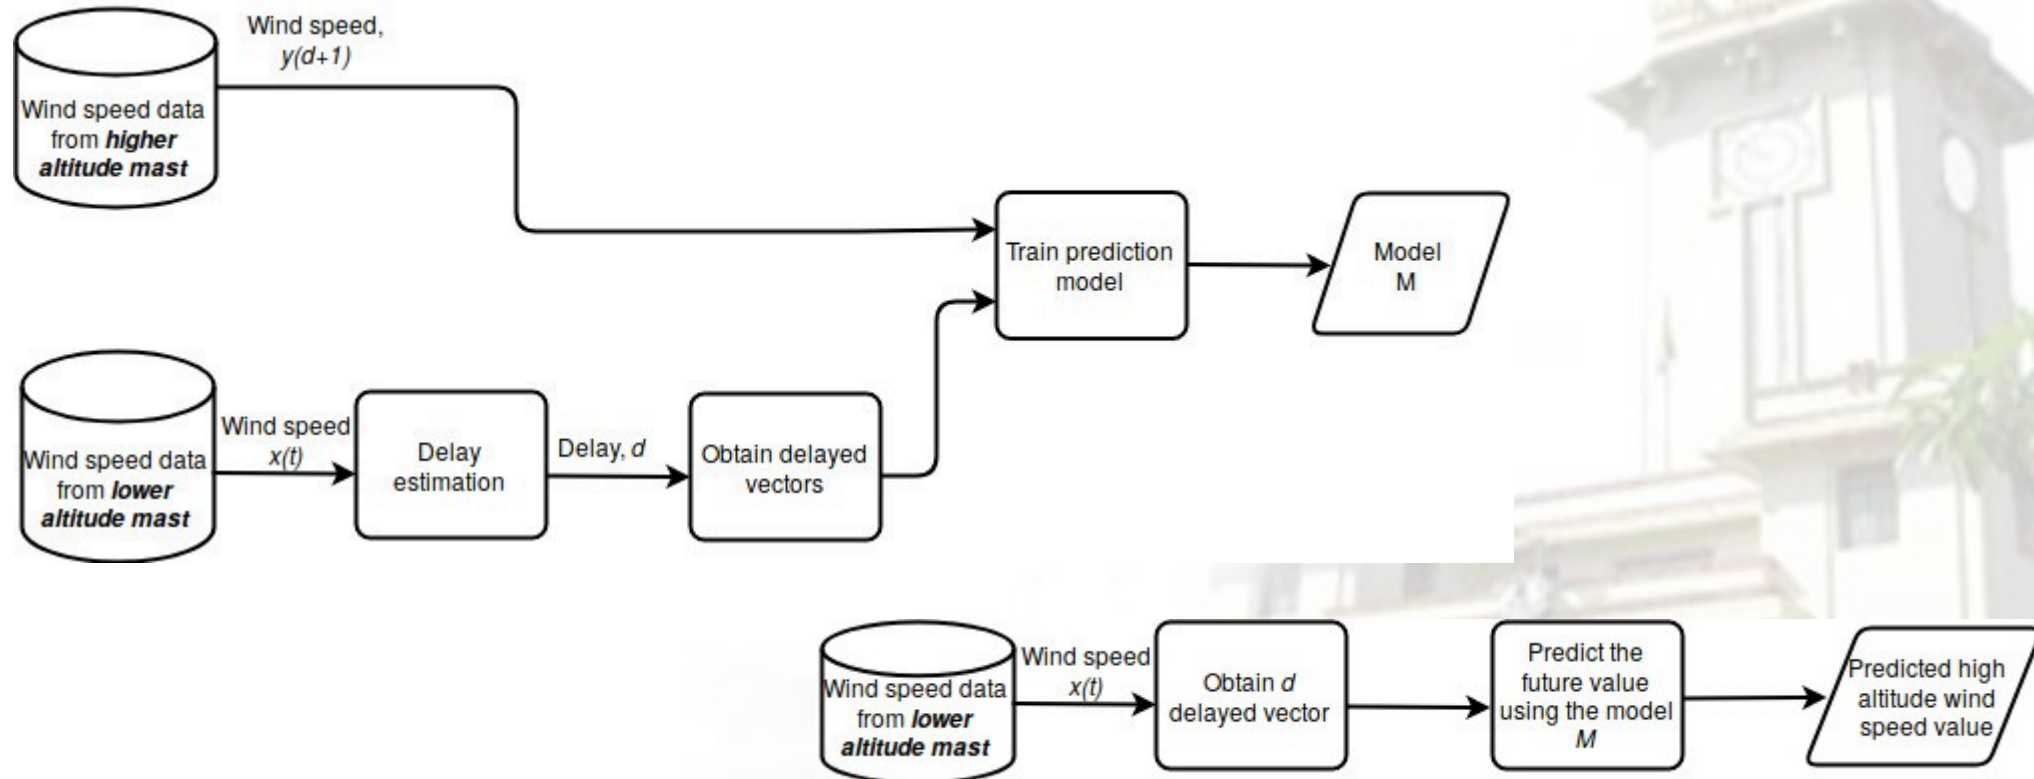 Wind speed,
y(d+1)
Wind speed data
from higher
altitude mast
Train prediction
model
Model
M
Wind speed data
from lower
altitude mast
Wind speed
x(t)
Delay
estimation
Delay, d
Obtain delayed
vectors
Wind speed data
from lower
altitude mast
Wind speed
x(t)
Obtain d
delayed vector
Predict the
future value
using the model
M
Predicted high
altitude wind
speed value